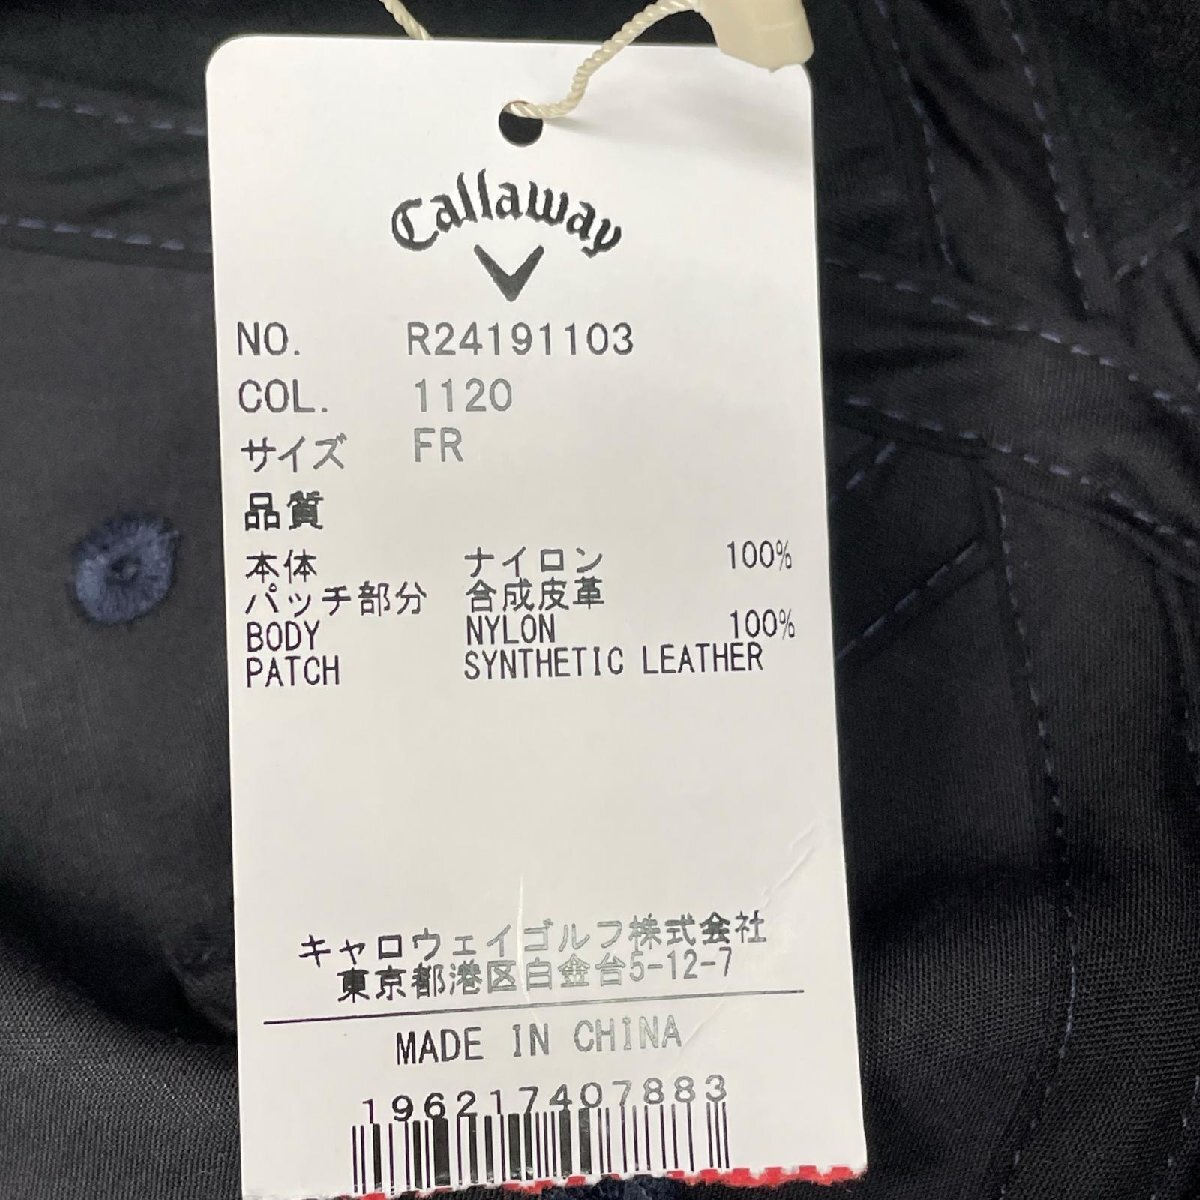 Callaway
NO. R24191103
COL. 1120
サイズ FR
品質
本体 ナイロン 100%
パッチ部分 合成皮革
BODY NYLON 100%
PATCH SYNTHETIC LEATHER
キャロウェイゴルフ株式会社
東京都港区白金台5-12-7
MADE IN CHINA
196217407883